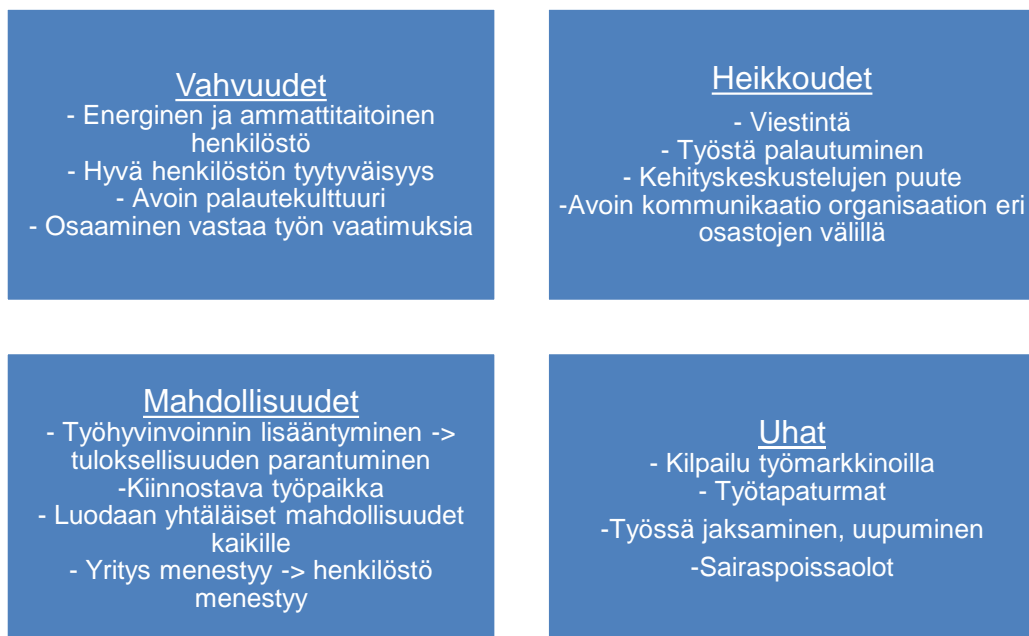 Vahvuudet
- Energinen ja ammattitaitoinen
henkilöstö
- Hyvä henkilöstön tyytyväisyys
- Avoin palautekulttuuri
- Osaaminen vastaa työn vaatimuksia
Heikkoudet
- Viestintä
- Työstä palautuminen
- Kehityskeskustelujen puute
-Avoin kommunikaatio organisaation eri
osastojen välillä
Mahdollisuudet
- Työhyvinvoinnin lisääntyminen ->
tuloksellisuuden parantuminen
-Kiinnostava työpaikka
- Luodaan yhtäläiset mahdollisuudet
kaikille
- Yritys menestyy -> henkilöstö
menestyy
Uhat
- Kilpailu työmarkkinoilla
- Työtapaturmat
-Työssä jaksaminen, uupuminen
-Sairaspoissaolot